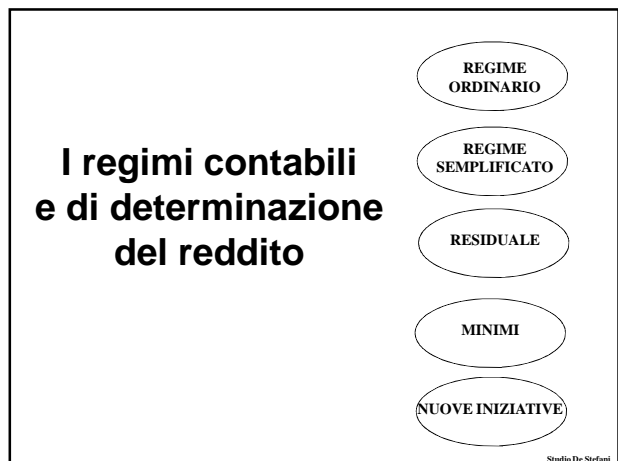 I regimi contabili
e di determinazione
del reddito
REGIME
ORDINARIO
REGIME
SEMPLIFICATO
RESIDUALE
MINIMI
NUOVE INIZIATIVE
Studio De Stefani